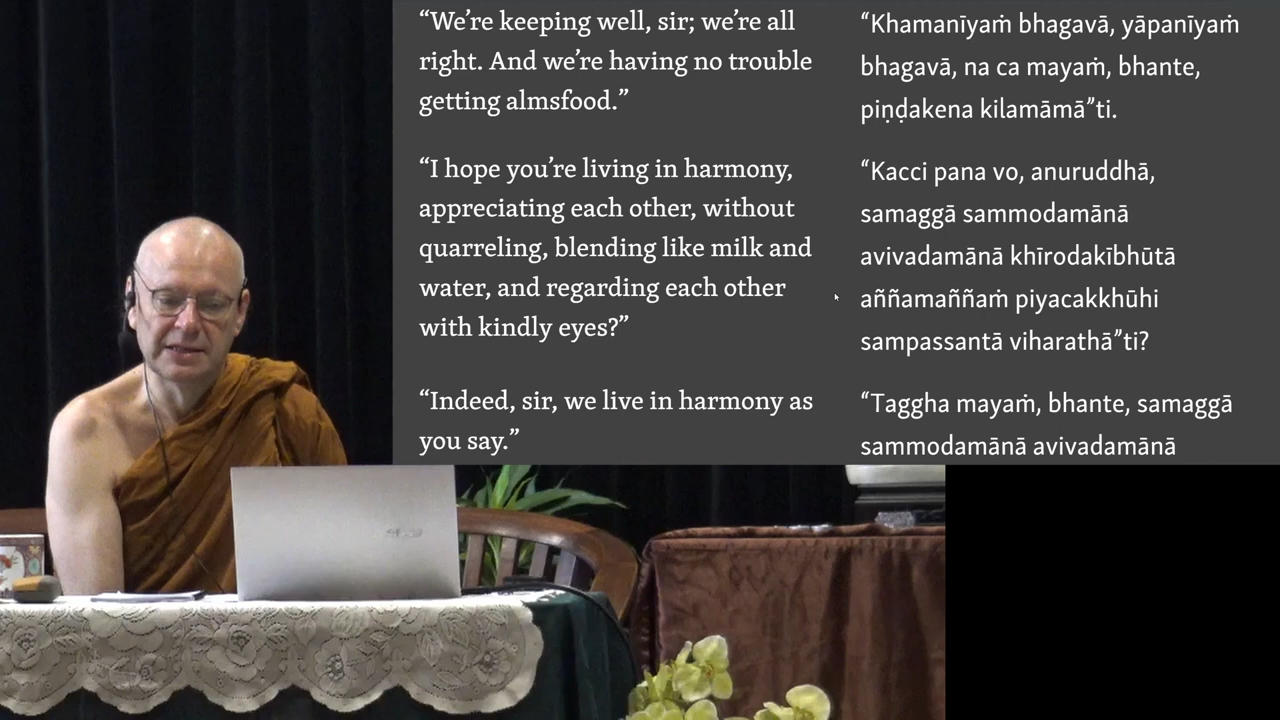 “We’re keeping well, sir; we’re all
right. And we’re having no trouble
getting almsfood.”
“I hope you’re living in harmony,
appreciating each other, without
quarreling, blending like milk and
water, and regarding each other
with kindly eyes?”
“Indeed, sir, we live in harmony as
you say.”
“Khamanīyaṁ bhagavā, yāpanīyaṁ
bhagavā, na ca mayaṁ, bhante,
piṇḍakena kilamāmā”ti.
“Kacci pana vo, anuruddhā,
samaggā sammodamānā
avivadamānā khīrodakībhūtā
aññamaññaṁ piyacakkhūhi
sampassantā viharathā”ti?
“Taggha mayaṁ, bhante, samaggā
sammodamānā avivadamānā